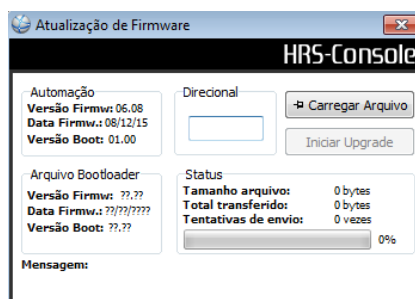 Atualização de Firmware
HRS-Console
Automação
Versão Firmw: 06.08
Data Firmw.: 08/12/15
Versão Boot: 01.00
Direcional
Carregar Arquivo
Iniciar Upgrade
Arquivo Bootloader
Versão Firmw: ??.??
Data Firmw.: ??/??/????
Versão Boot: ??.??
Status
Tamanho arquivo: 0 bytes
Total transferido: 0 bytes
Tentativas de envio: 0 vezes
0%
Mensagem: